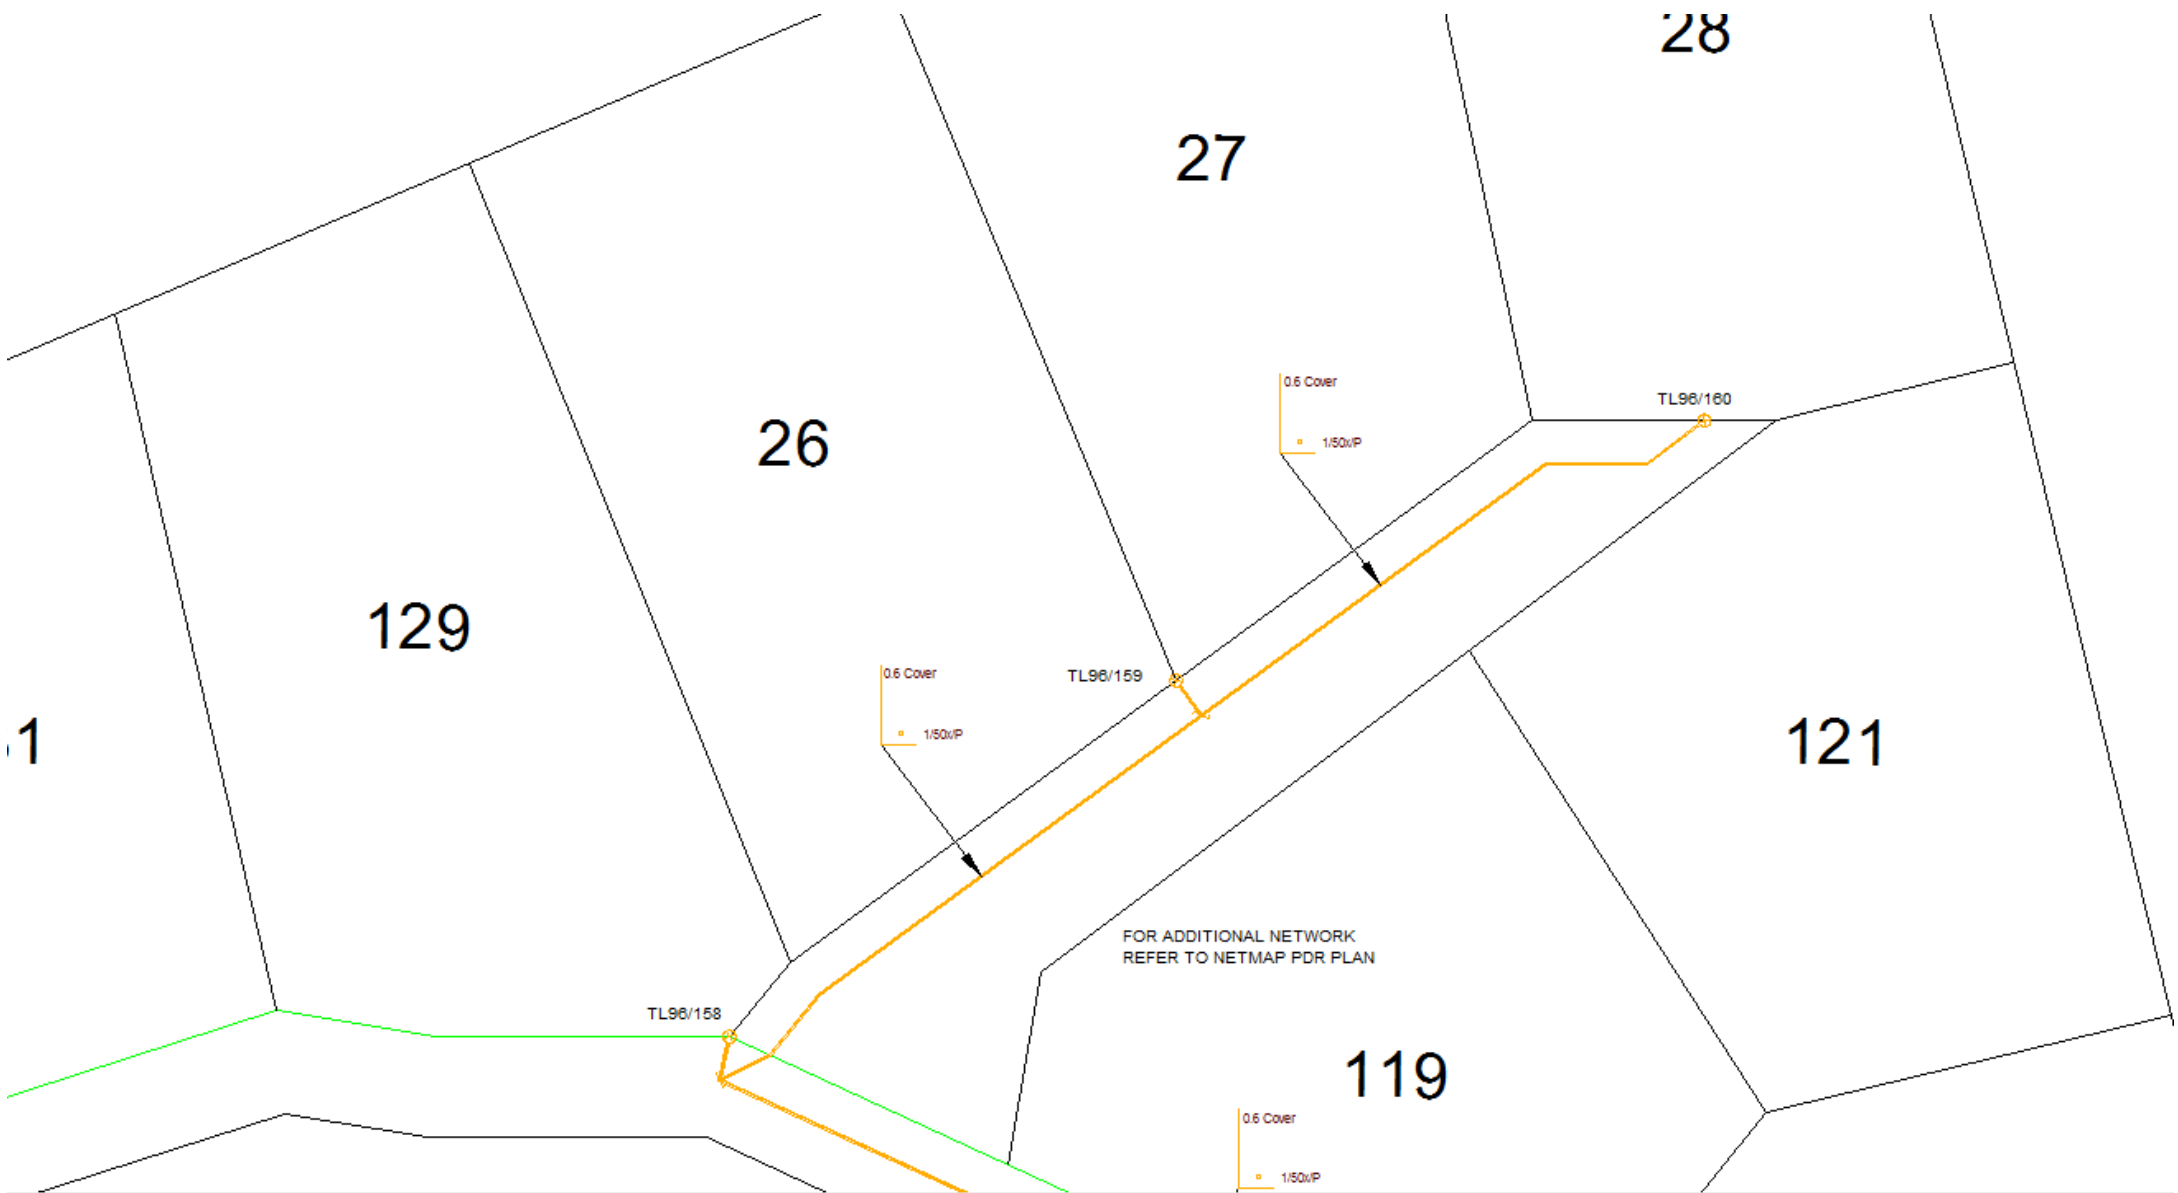 28
27
0.6 Cover
TL96/160
26
1/50x/P
129
TL96/159
0.6 Cover
1/50x/P
1
121
FOR ADDITIONAL NETWORK
REFER TO NETMAP PDR PLAN
TL96/158
119
0.6 Cover
1/50x/P